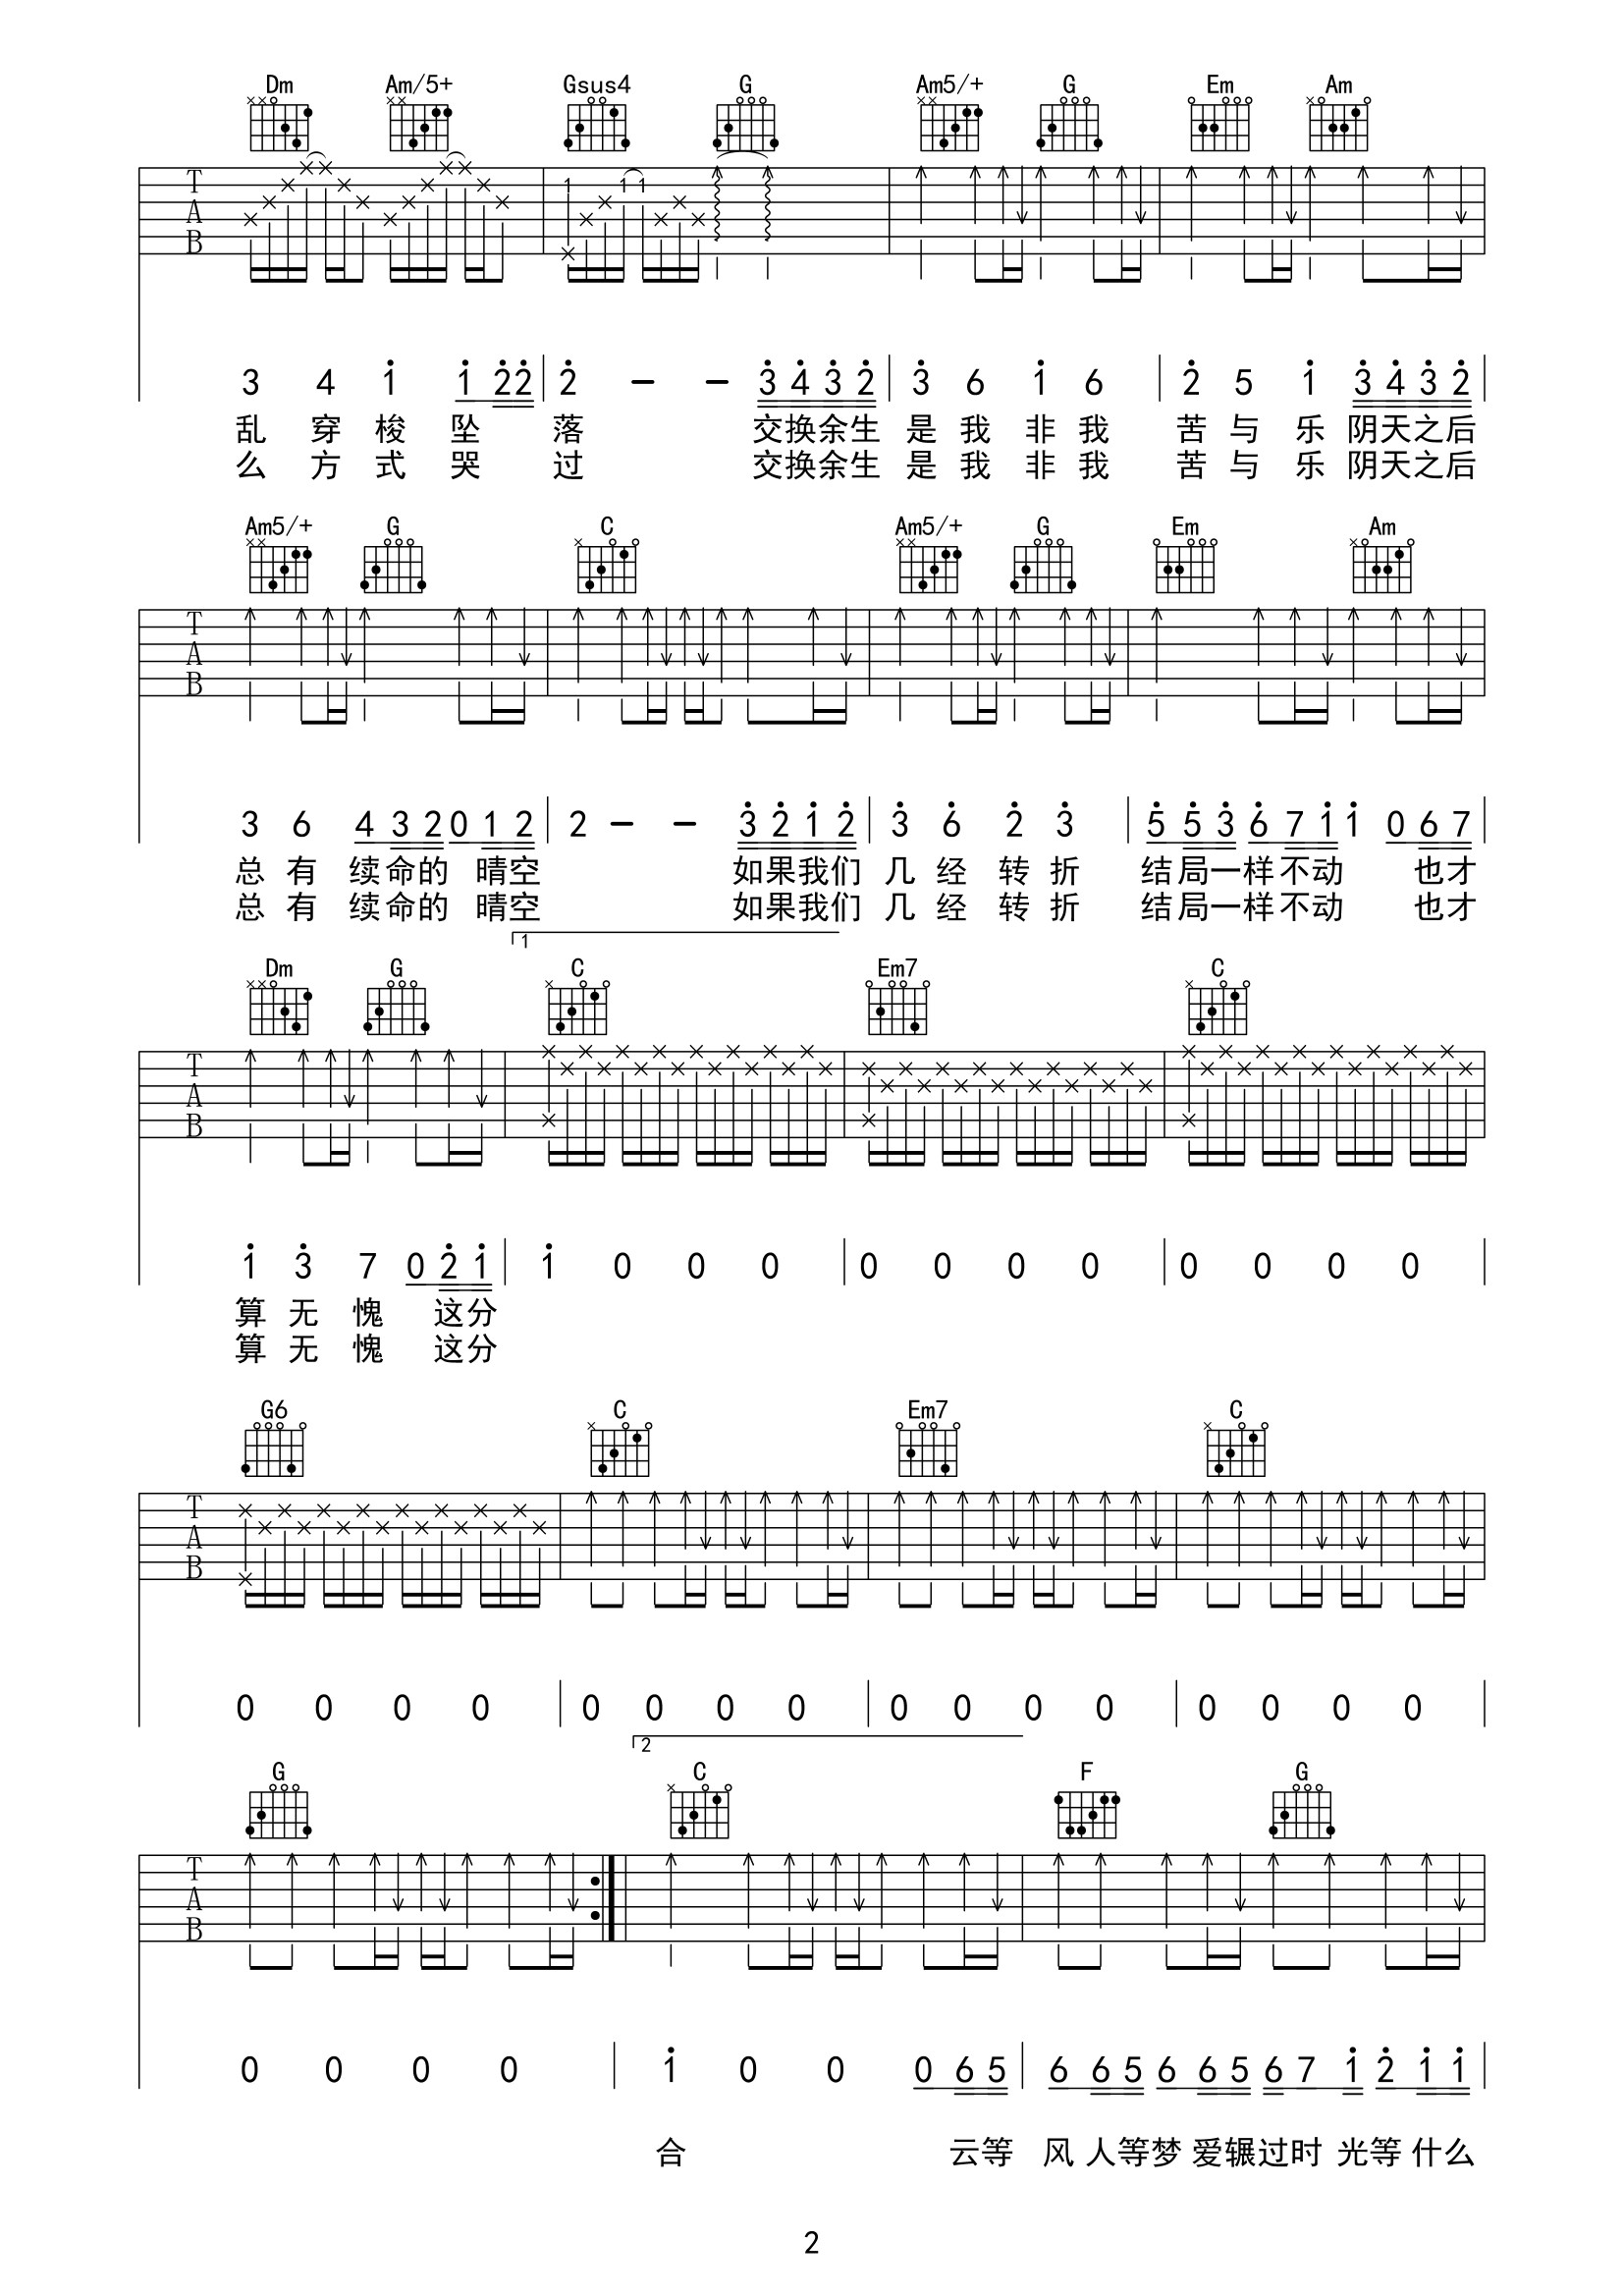 Dm Am/5+ Gsus4 G Am5/+ G Em Am
T
A
B
1 1 1
3 4 1 1 2 2 2 - - 3 4 3 2 3 6 1 6 2 5 1 3 4 3 2
乱 穿 梭 坠 落 交换余生 是 我 非 我 苦 与 乐 阴天之后
么 方 式 哭 过 交换余生 是 我 非 我 苦 与 乐 阴天之后
Am5/+ G C Am5/+ G Em Am
T
A
B
3 6 4 3 2 0 1 2 2 - - 3 2 1 2 3 6 2 3 5 5 3 6 7 1 1 0 6 7
总 有 续命的 晴空 如果我们 几 经 转 折 结局一样 不动 也才
总 有 续命的 晴空 如果我们 几 经 转 折 结局一样 不动 也才
1
Dm G C Em7 C
T
A
B
1 3 7 0 2 1 1 0 0 0 0 0 0 0 0 0 0 0
算 无 愧 这分
算 无 愧 这分
G6 C Em7 C
T
A
B
0 0 0 0 0 0 0 0 0 0 0 0 0 0 0 0
2
G C F G
T
A
B
0 0 0 0 1 0 0 0 6 5 6 6 5 6 6 5 6 7 1 2 1 1
合 云等 风 人等梦 爱辗过时 光等 什么
2